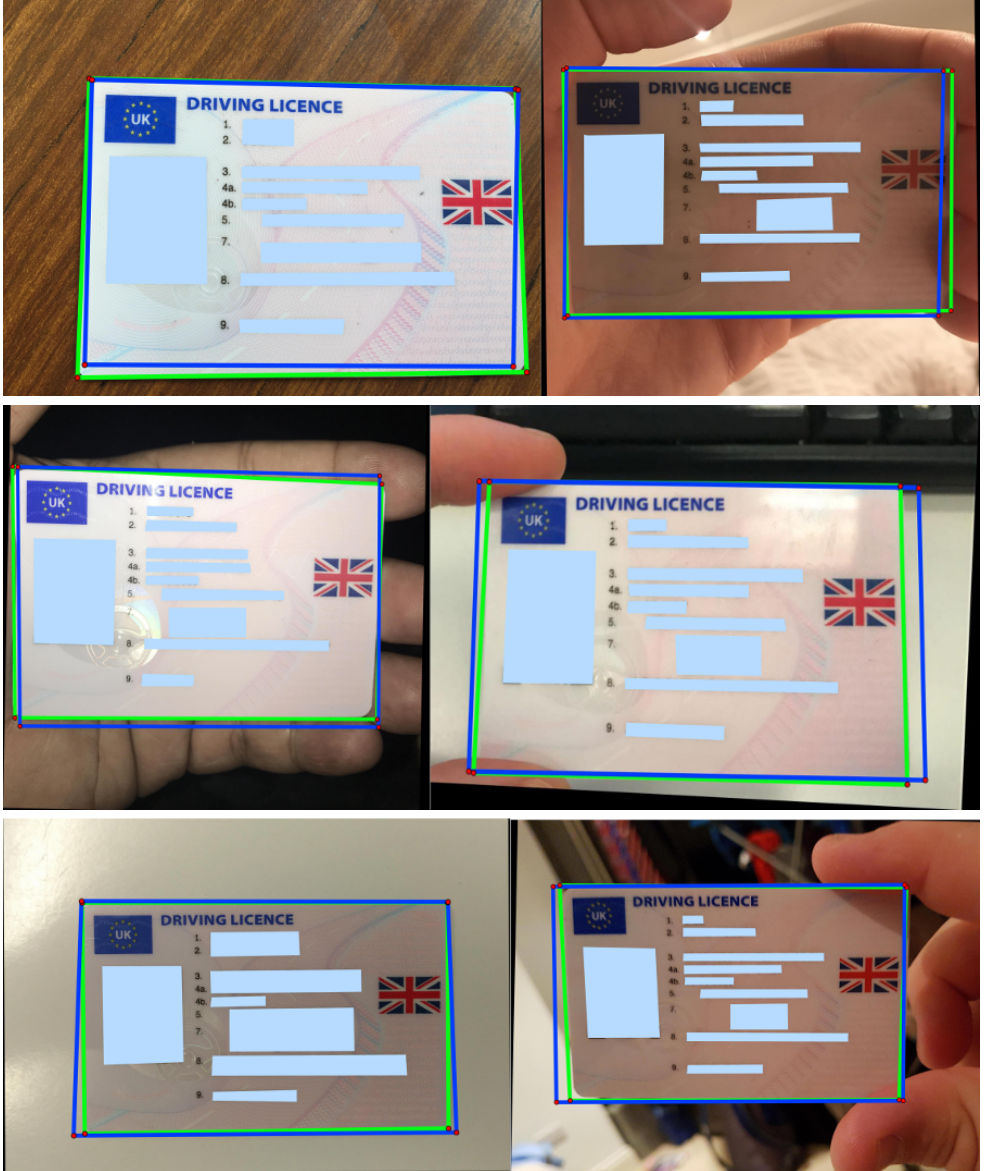 UK
DRIVING LICENCE
1.
2.
3.
4a.
4b.
5.
7.
8.
9.
UK
DRIVING LICENCE
1.
2.
3.
4a.
4b.
5.
7.
8.
9.
UK
DRIVING LICENCE
1.
2.
3.
4a.
4b.
5.
7.
8.
9.
UK
DRIVING LICENCE
1.
2.
3.
4a.
4b.
5.
7.
8.
9.
UK
DRIVING LICENCE
1.
2.
3.
4a.
4b.
5.
7.
8.
9.
UK
DRIVING LICENCE
1.
2.
3.
4a.
4b.
5.
7.
8.
9.